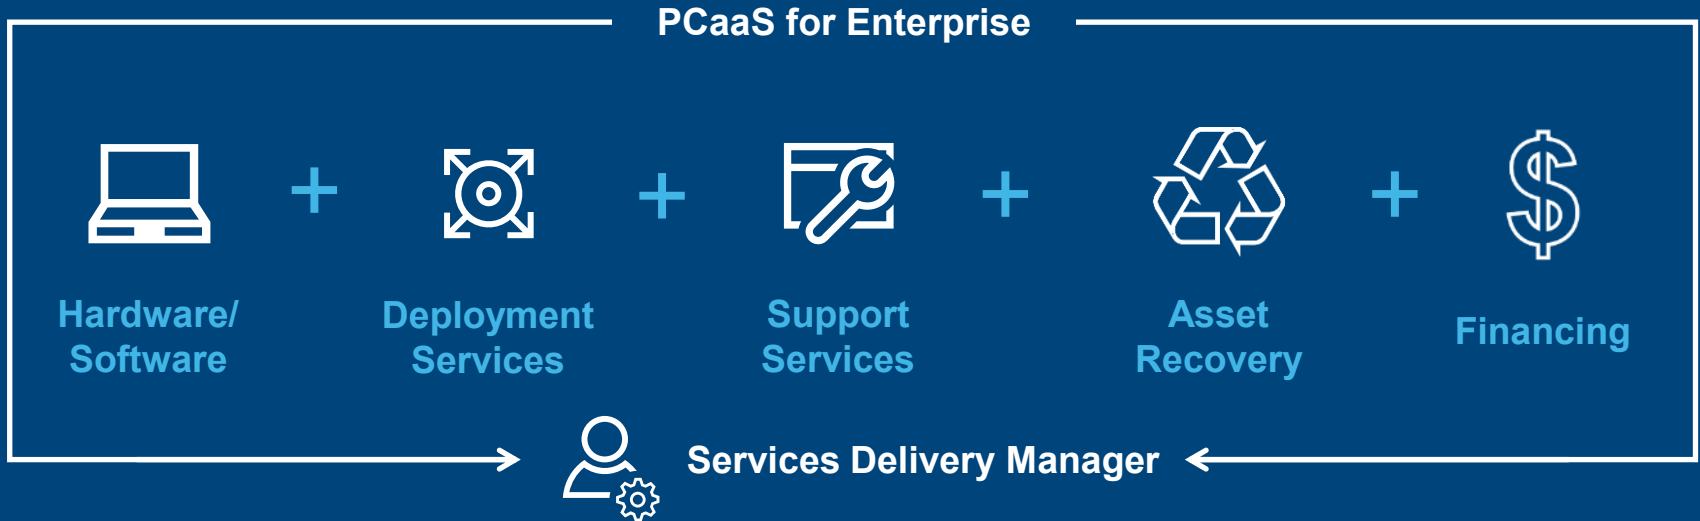 PCaaS for Enterprise
+ + + +
Hardware/
Software
Deployment
Services
Support
Services
Asset
Recovery
Financing
Services Delivery Manager